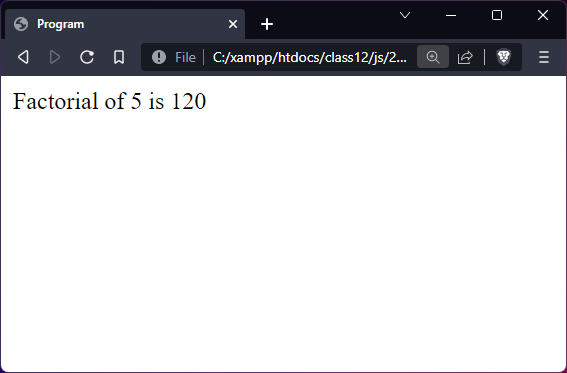 Program
File
C:/xampp/htdocs/class12/js/2...
Factorial of 5 is 120